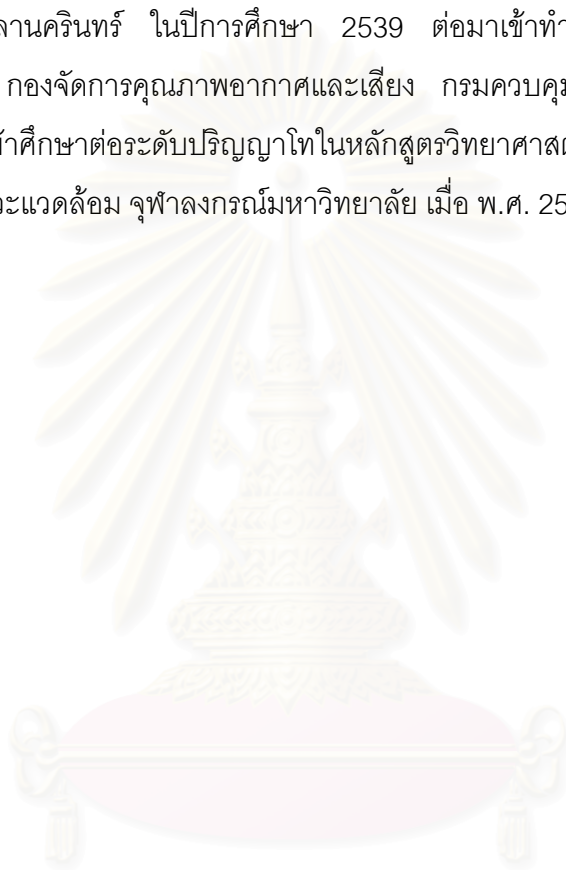 ลานครินทร์ ในปีการศึกษา 2539 ต่อมาเข้าทำ
กองจัดการคุณภาพอากาศและเสียง กรมควบคุม
ศึกษาต่อระดับปริญญาโทในหลักสูตรวิทยาศาส
วะแวดล้อม จุฬาลงกรณ์มหาวิทยาลัย เมื่อ พ.ศ. 25